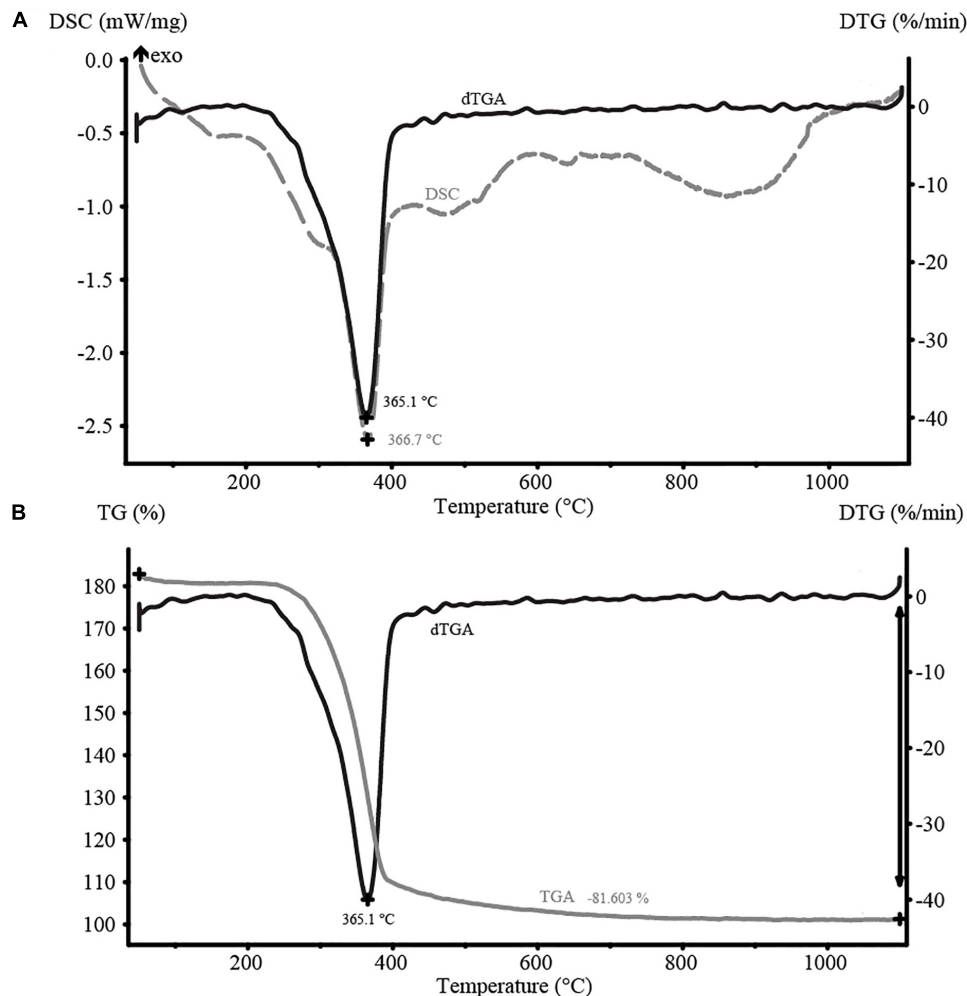 A DSC (mW/mg) DTG (%/min)
exo
0.0
-0.5
-1.0
-1.5
-2.0
-2.5
dTGA
DSC
365.1 °C
366.7 °C
0
-10
-20
-30
-40
200 400 600 800 1000
Temperature (°C)
B TG (%) DTG (%/min)
180
170
160
150
140
130
120
110
100
dTGA
TGA -81.603 %
365.1 °C
0
-10
-20
-30
-40
200 400 600 800 1000
Temperature (°C)